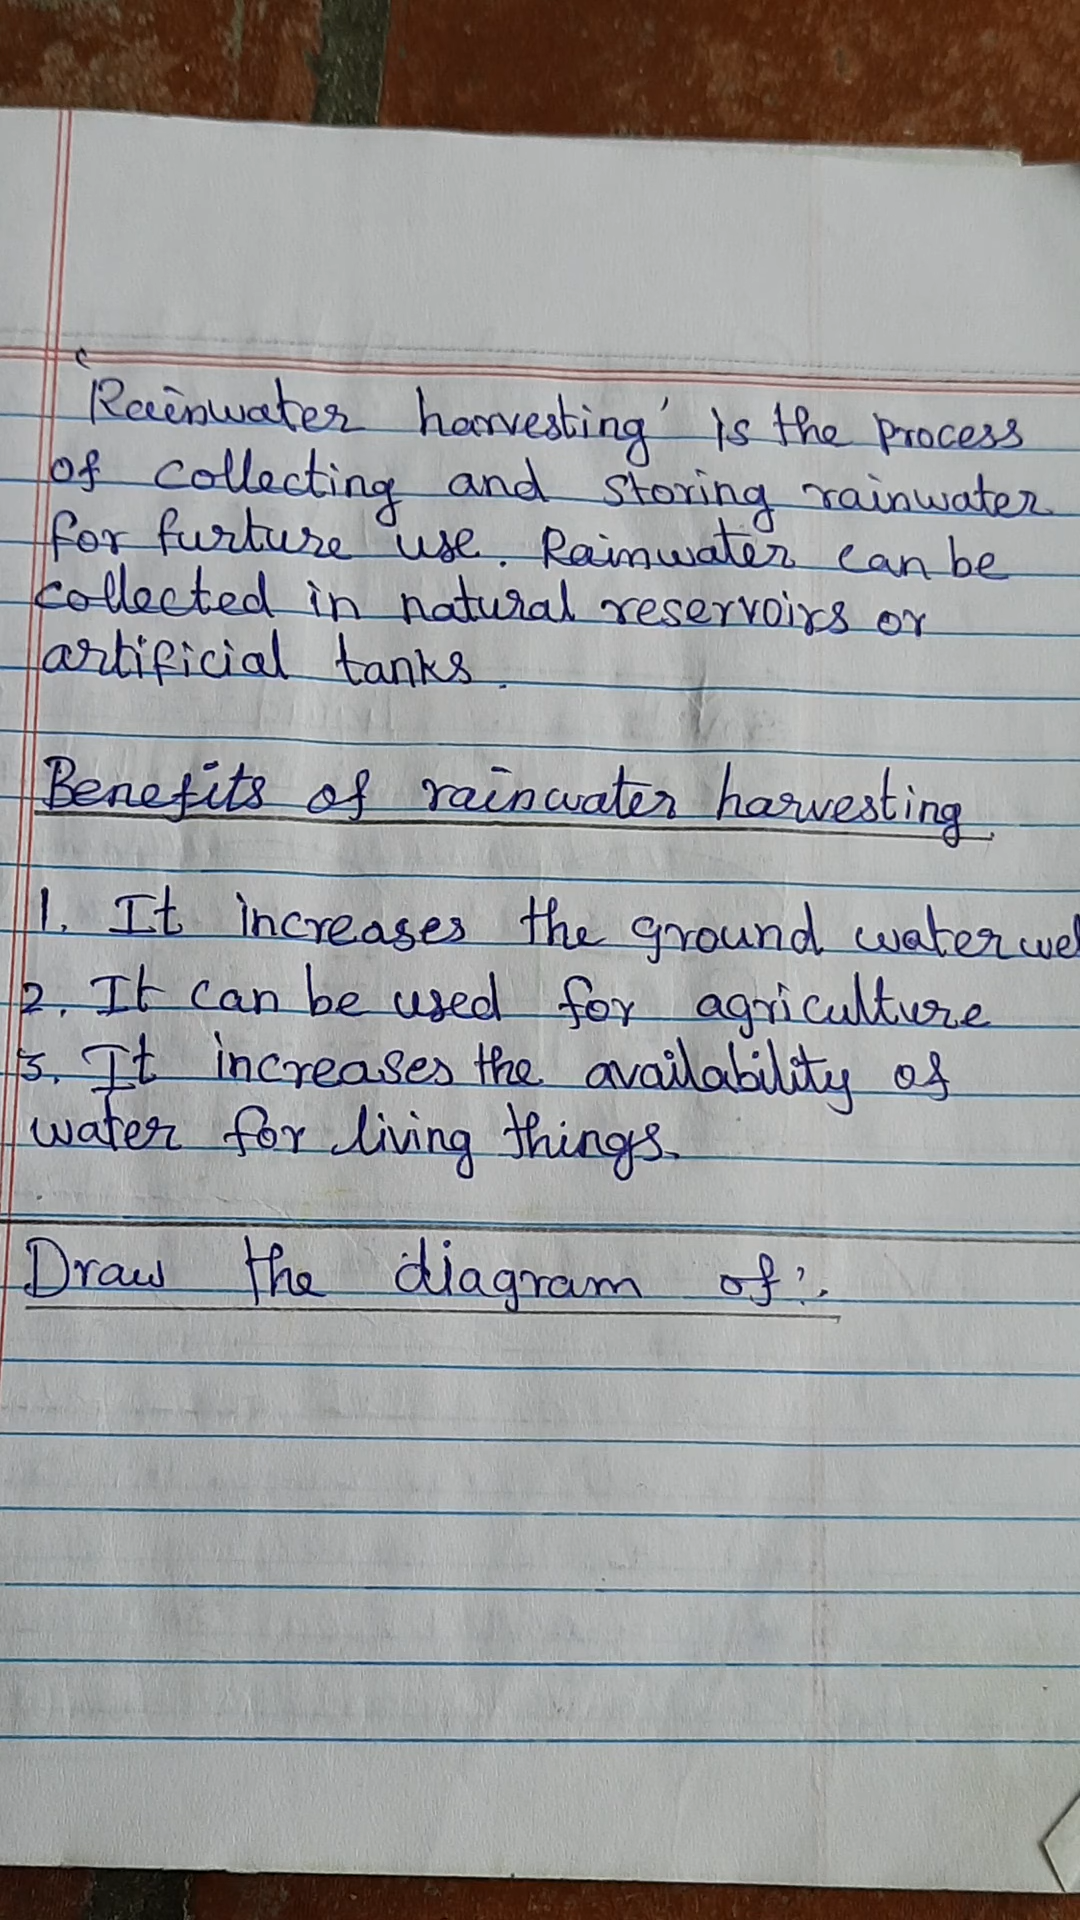 'Rainwater harvesting' is the process
of collecting and storing rainwater
for furture use. Rainwater can be
collected in natural reservoirs or
artificial tanks.
Benefits of rainwater harvesting
1. It increases the ground water
2. It can be used for agriculture
3. It increases the availability of
water for living things.
Draw the diagram of: